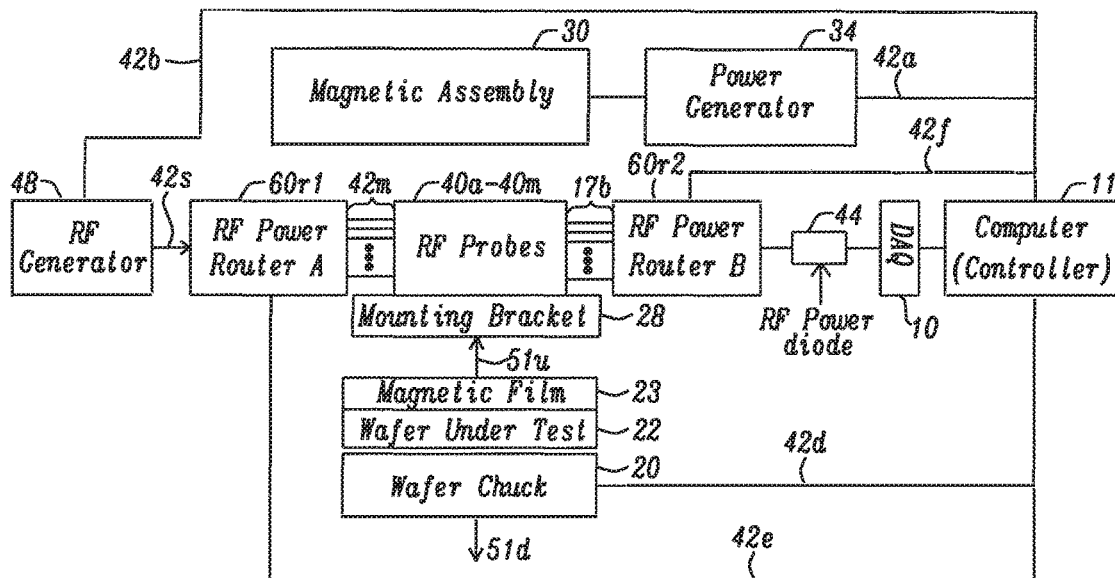 30
34
42b
Magnetic Assembly
Power
Generator
42a
42f
48
42s
60r1
42m
40a-40m
17b
60r2
44
11
RF
Generator
RF Power
Router A
RF Probes
RF Power
Router B
DAQ
Computer
(Controller)
Mounting Bracket
28
RF Power
diode
10
51u
Magnetic Film
23
Wafer Under Test
22
20
42d
Wafer Chuck
51d
42e